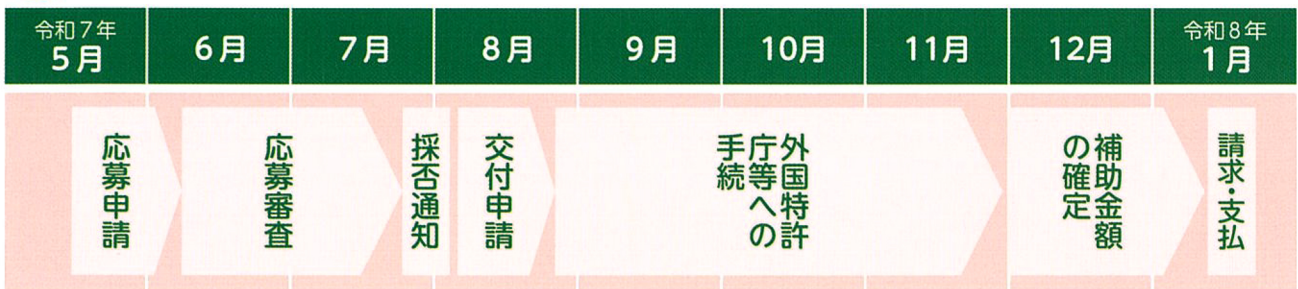 令和7年
5月
6月
7月
8月
9月
10月
11月
12月
令和8年
1月
応募申請
応募審査
採否通知
交付申請
外国特許
庁等への
手続
補助金額
の確定
請求・支払